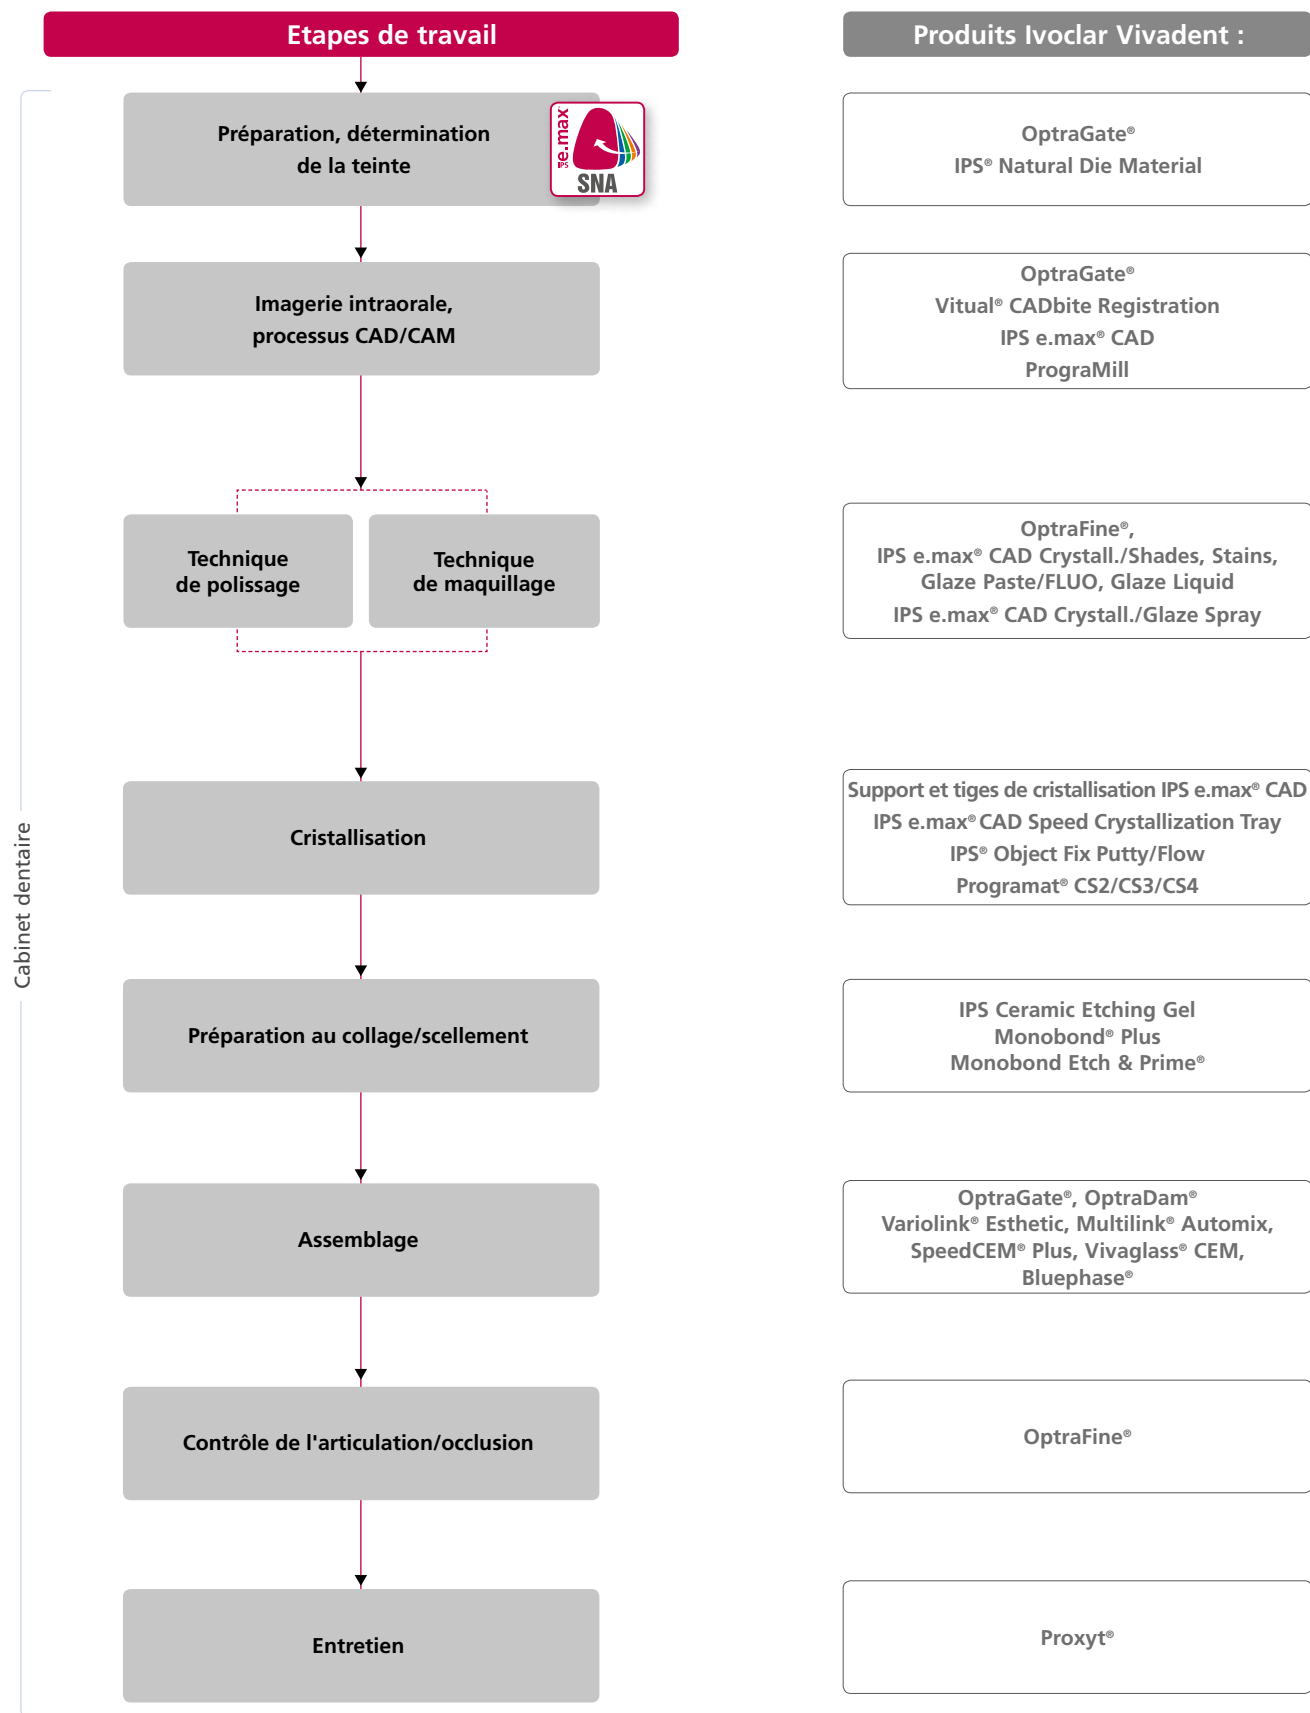 Etapes de travail
Produits Ivoclar Vivadent :
Préparation, détermination
de la teinte
IPS e.max
SNA
OptraGate®
IPS® Natural Die Material
Imagerie intraorale,
processus CAD/CAM
OptraGate®
Vitual® CADbite Registration
IPS e.max® CAD
PrograMill
Technique
de polissage
Technique
de maquillage
OptraFine®,
IPS e.max® CAD Crystall./Shades, Stains,
Glaze Paste/FLUO, Glaze Liquid
IPS e.max® CAD Crystall./Glaze Spray
Cabinet dentaire
Cristallisation
Support et tiges de cristallisation IPS e.max® CAD
IPS e.max® CAD Speed Crystallization Tray
IPS® Object Fix Putty/Flow
Programat® CS2/CS3/CS4
Préparation au collage/scellement
IPS Ceramic Etching Gel
Monobond® Plus
Monobond Etch & Prime®
Assemblage
OptraGate®, OptraDam®
Variolink® Esthetic, Multilink® Automix,
SpeedCEM® Plus, Vivaglass® CEM,
Bluephase®
Contrôle de l'articulation/occlusion
OptraFine®
Entretien
Proxyt®